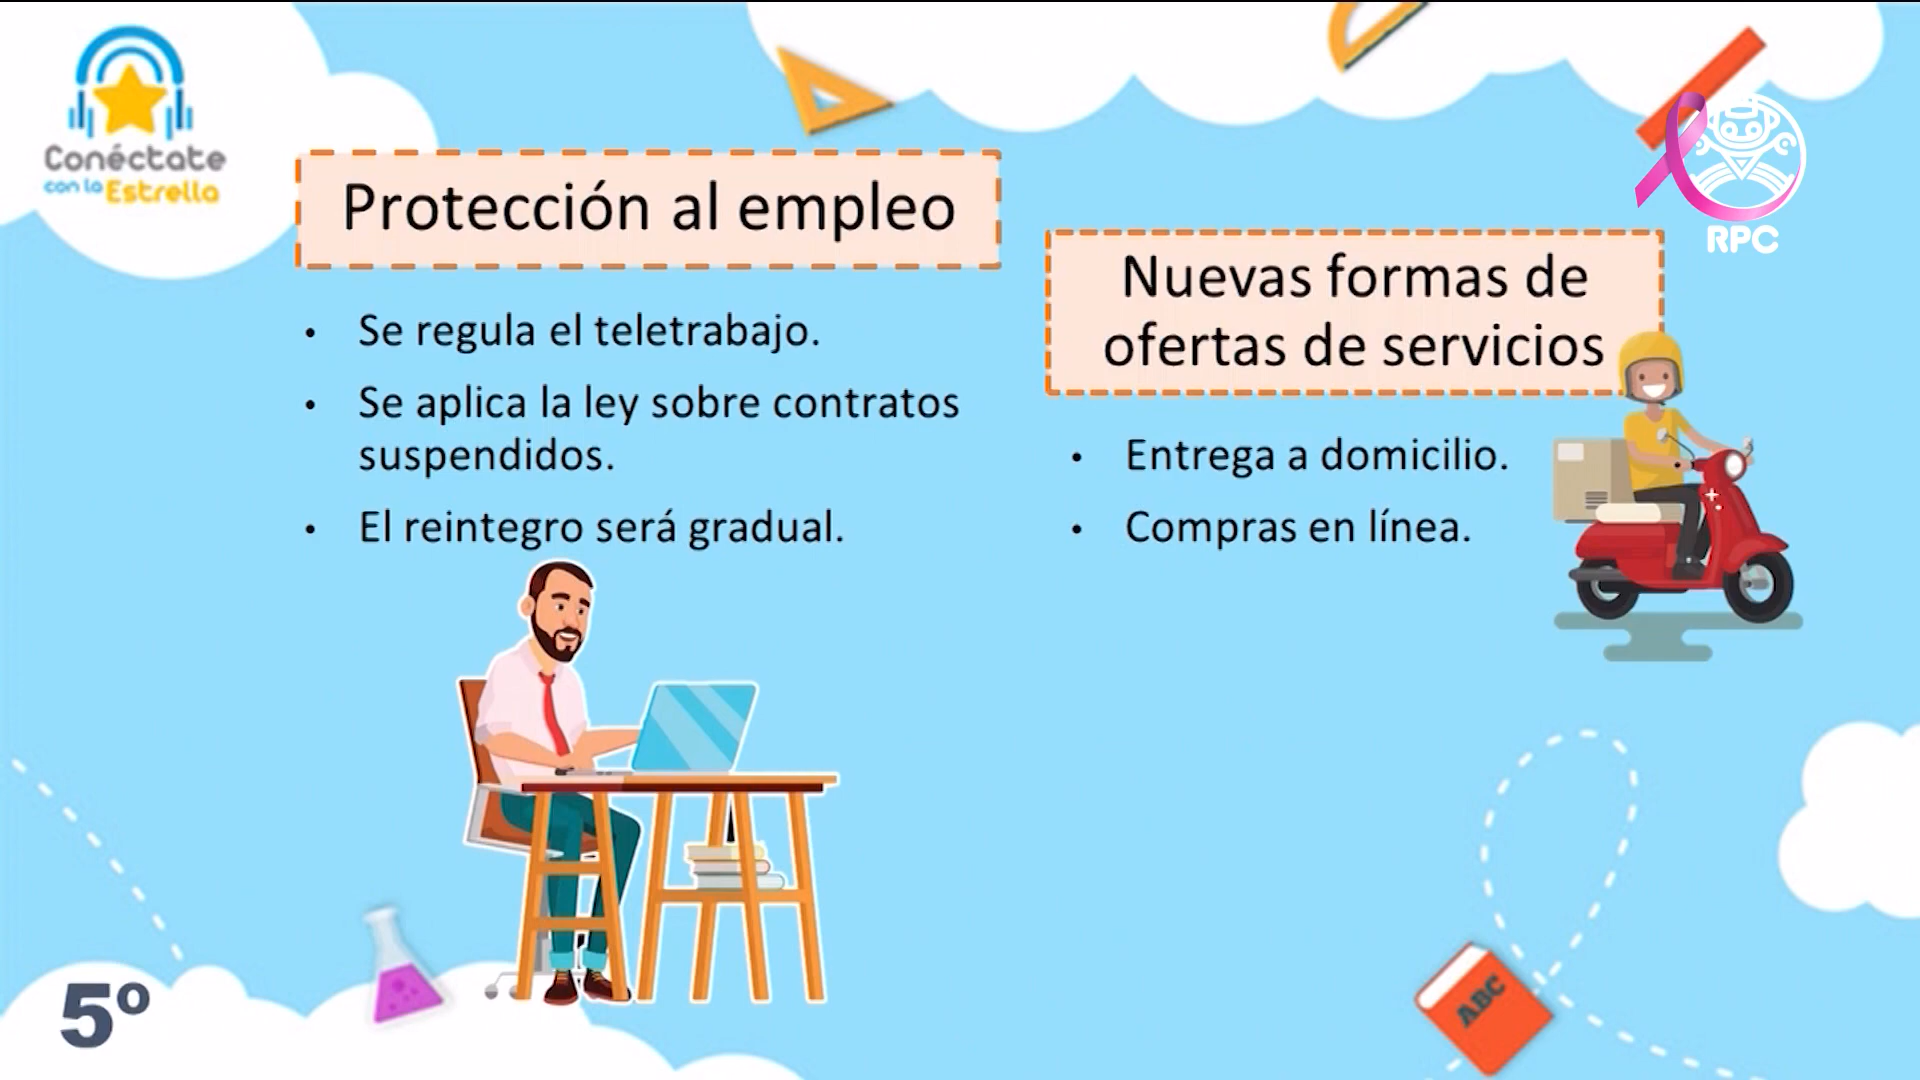 Conéctate
con la Estrella
Protección al empleo
• Se regula el teletrabajo.
• Se aplica la ley sobre contratos
suspendidos.
• El reintegro será gradual.
RPC
Nuevas formas de
ofertas de servicios
• Entrega a domicilio.
• Compras en línea.
5º
ABC